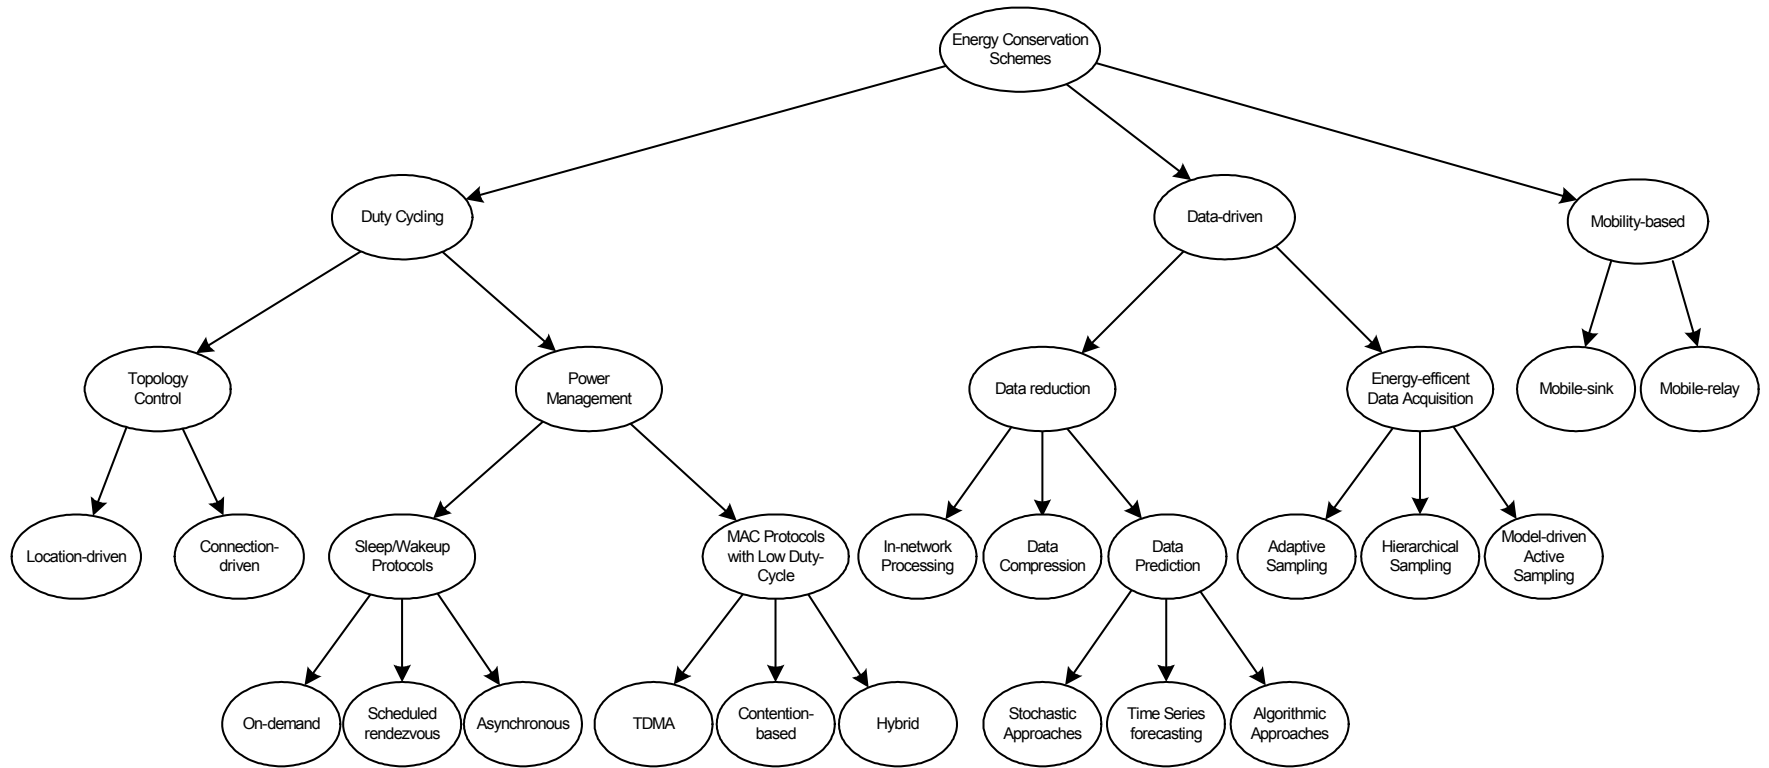 Energy Conservation
Schemes
Duty Cycling
Data-driven
Mobility-based
Topology
Control
Power
Management
Data reduction
Energy-efficent
Data Acquisition
Mobile-sink
Mobile-relay
Location-driven
Connection-
driven
Sleep/Wakeup
Protocols
MAC Protocols
with Low Duty-
Cycle
In-network
Processing
Data
Compression
Data
Prediction
Adaptive
Sampling
Hierarchical
Sampling
Model-driven
Active
Sampling
On-demand
Scheduled
rendezvous
Asynchronous
TDMA
Contention-
based
Hybrid
Stochastic
Approaches
Time Series
forecasting
Algorithmic
Approaches